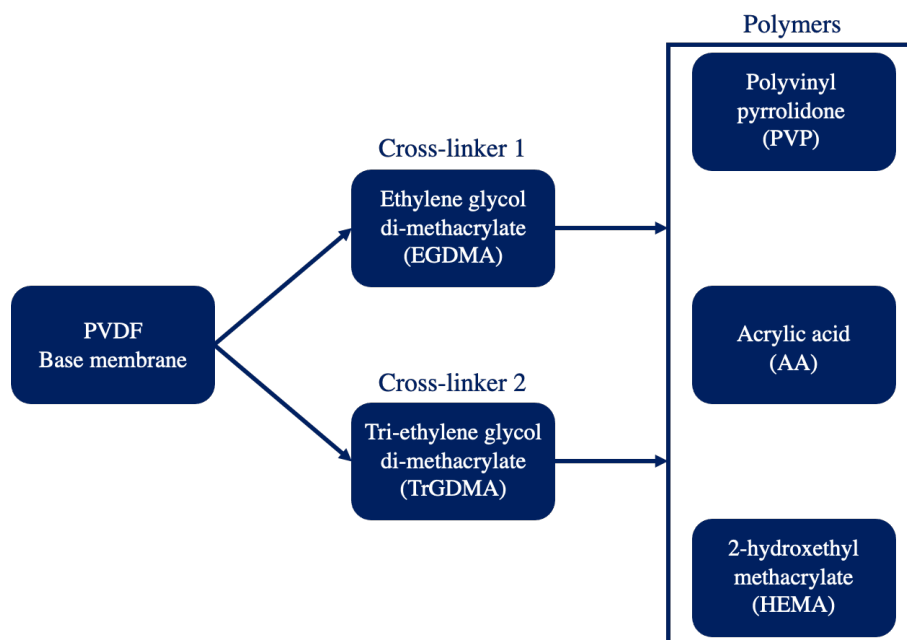 Polymers
Polyvinyl
pyrrolidone
(PVP)
Cross-linker 1
Ethylene glycol
di-methacrylate
(EGDMA)
PVDF
Base membrane
Acrylic acid
(AA)
Cross-linker 2
Tri-ethylene glycol
di-methacrylate
(TrGDMA)
2-hydroxethyl
methacrylate
(HEMA)